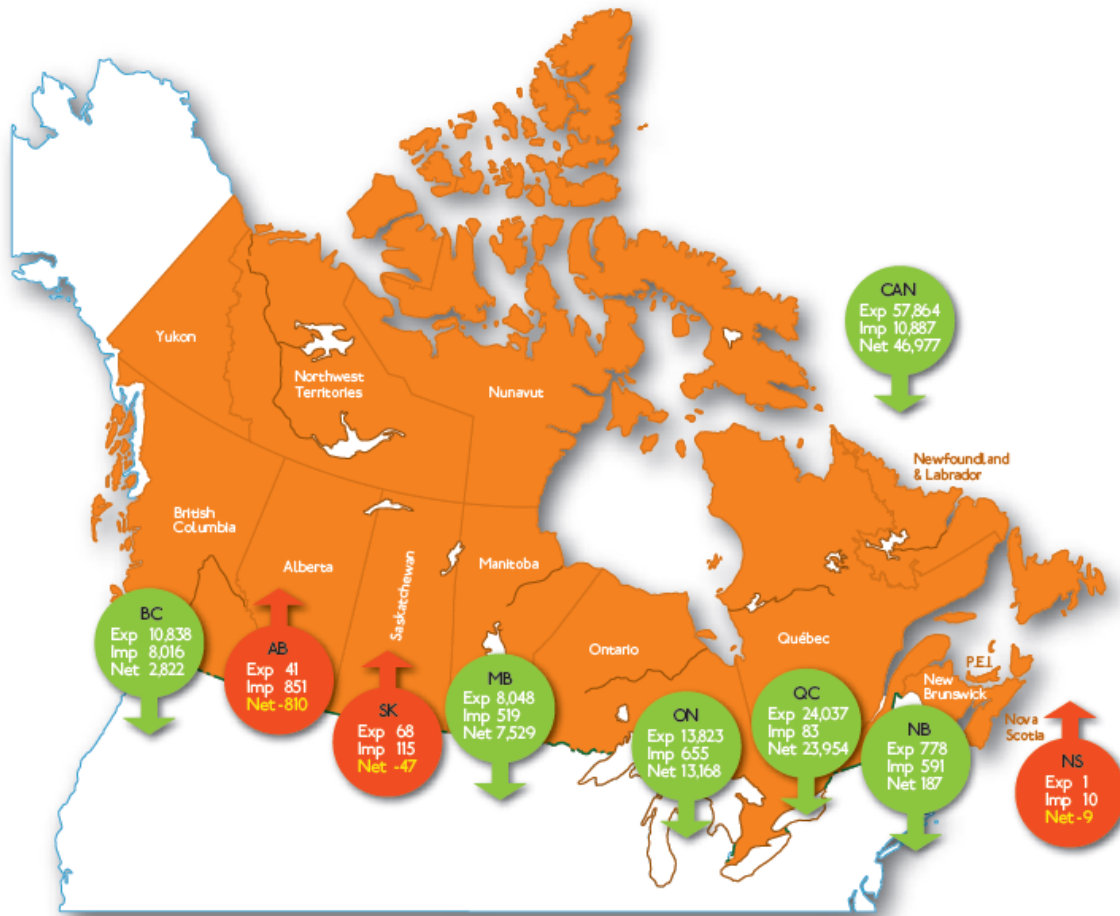 CAN
Exp 57,864
Imp 10,887
Net 46,977
Yukon
Northwest
Territories
Nunavut
Newfoundland
& Labrador
British
Columbia
Alberta
Saskatchewan
Manitoba
Ontario
Québec
P.E.I.
New
Brunswick
Nova
Scotia
BC
Exp 10,838
Imp 8,016
Net 2,822
AB
Exp 41
Imp 851
Net -810
SK
Exp 68
Imp 115
Net -47
MB
Exp 8,048
Imp 519
Net 7,529
ON
Exp 13,823
Imp 655
Net 13,168
QC
Exp 24,037
Imp 83
Net 23,954
NB
Exp 778
Imp 591
Net 187
NS
Exp 1
Imp 10
Net -9